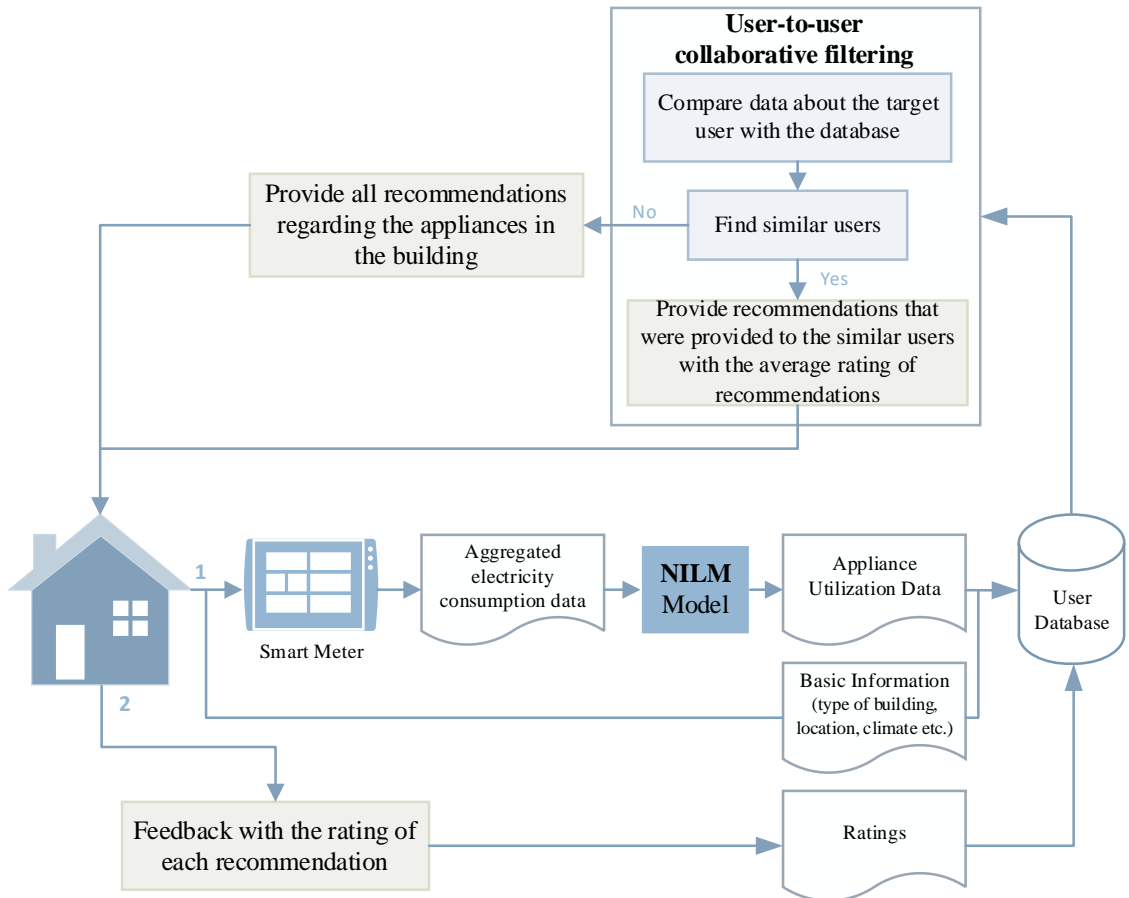 User-to-user
collaborative filtering
Compare data about the target
user with the database
Provide all recommendations
regarding the appliances in
the building
No
Find similar users
Yes
Provide recommendations that
were provided to the similar users
with the average rating of
recommendations
1
Smart Meter
Aggregated
electricity
consumption data
NILM
Model
Appliance
Utilization Data
User
Database
2
Basic Information
(type of building,
location, climate etc.)
Feedback with the rating of
each recommendation
Ratings